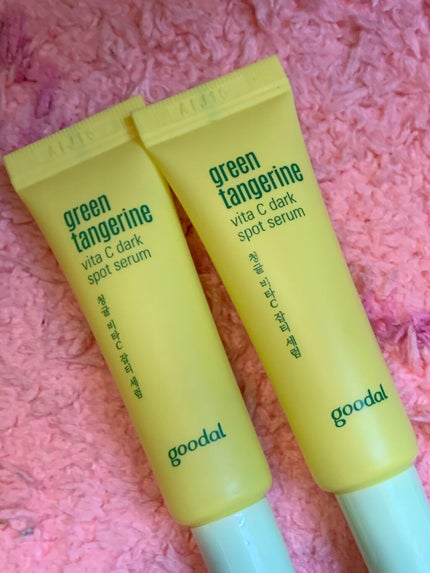 green
tangerine
vita C dark
spot serum
청귤 비타C 잡티 세럼
goodal
green
tangerine
vita C dark
spot serum
청귤 비타C 잡티 세럼
goodal